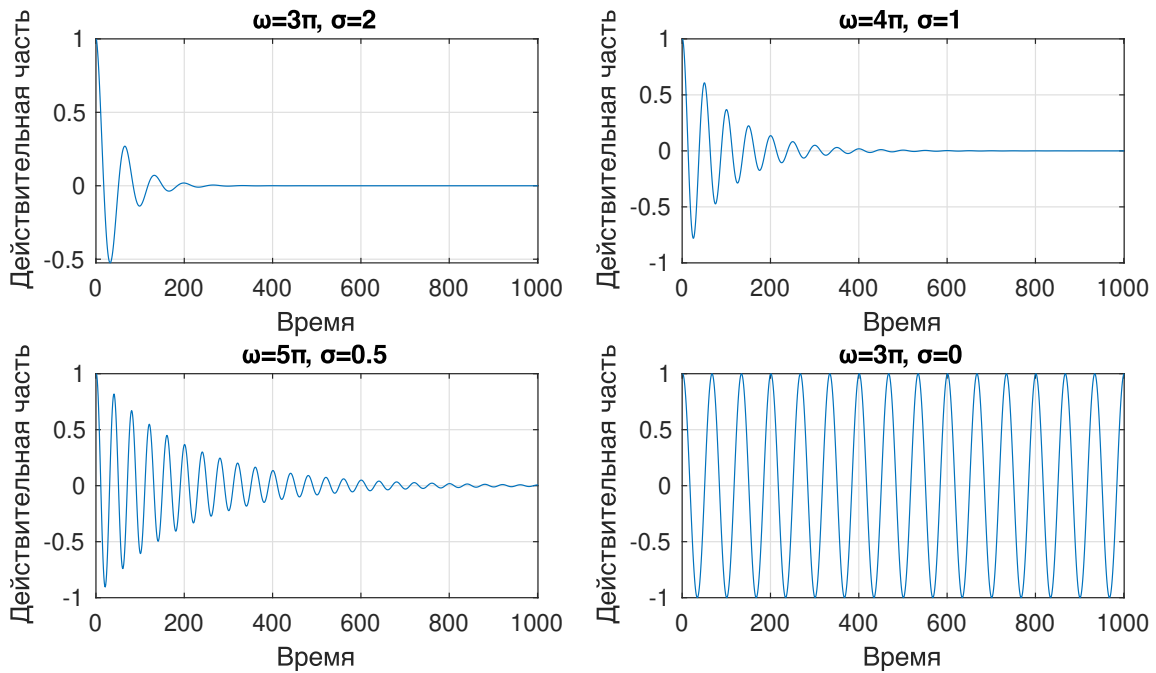 ω=3π, σ=2
Действительная часть
1
0.5
0
-0.5
0 200 400 600 800 1000
Время
ω=4π, σ=1
Действительная часть
1
0.5
0
-0.5
-1
0 200 400 600 800 1000
Время
ω=5π, σ=0.5
Действительная часть
1
0.5
0
-0.5
-1
0 200 400 600 800 1000
Время
ω=3π, σ=0
Действительная часть
1
0.5
0
-0.5
-1
0 200 400 600 800 1000
Время